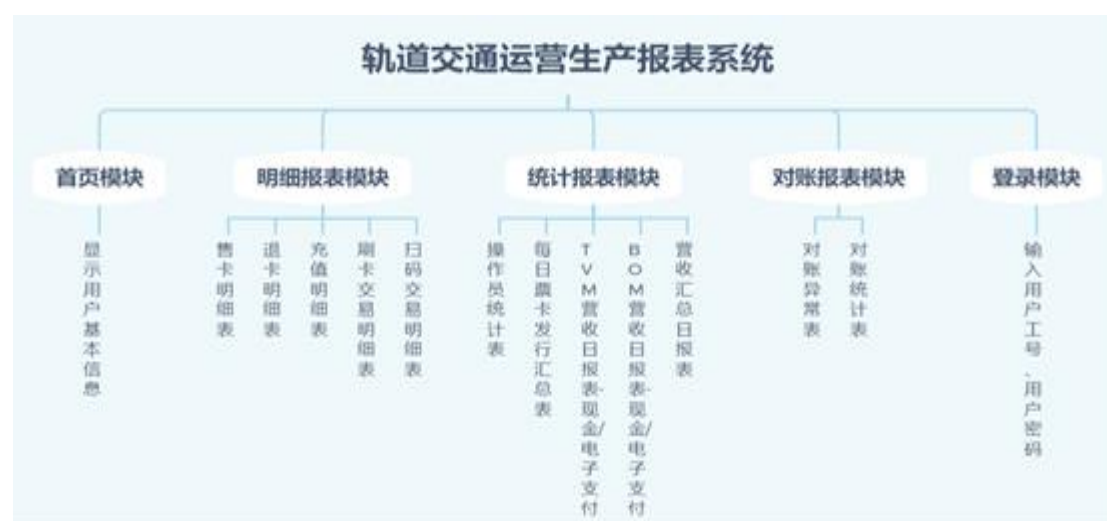 轨道交通运营生产报表系统
首页模块
明细报表模块
统计报表模块
对账报表模块
登录模块
显示用户基本信息
售卡明细表
退卡明细表
充值明细表
刷卡交易明细表
扫码交易明细表
操作员统计表
每日票卡发行汇总表
TVM营收日报表-现金/电子支付
BOM营收日报表-现金/电子支付
营收汇总日报表
对账异常表
对账统计表
输入用户工号、用户密码